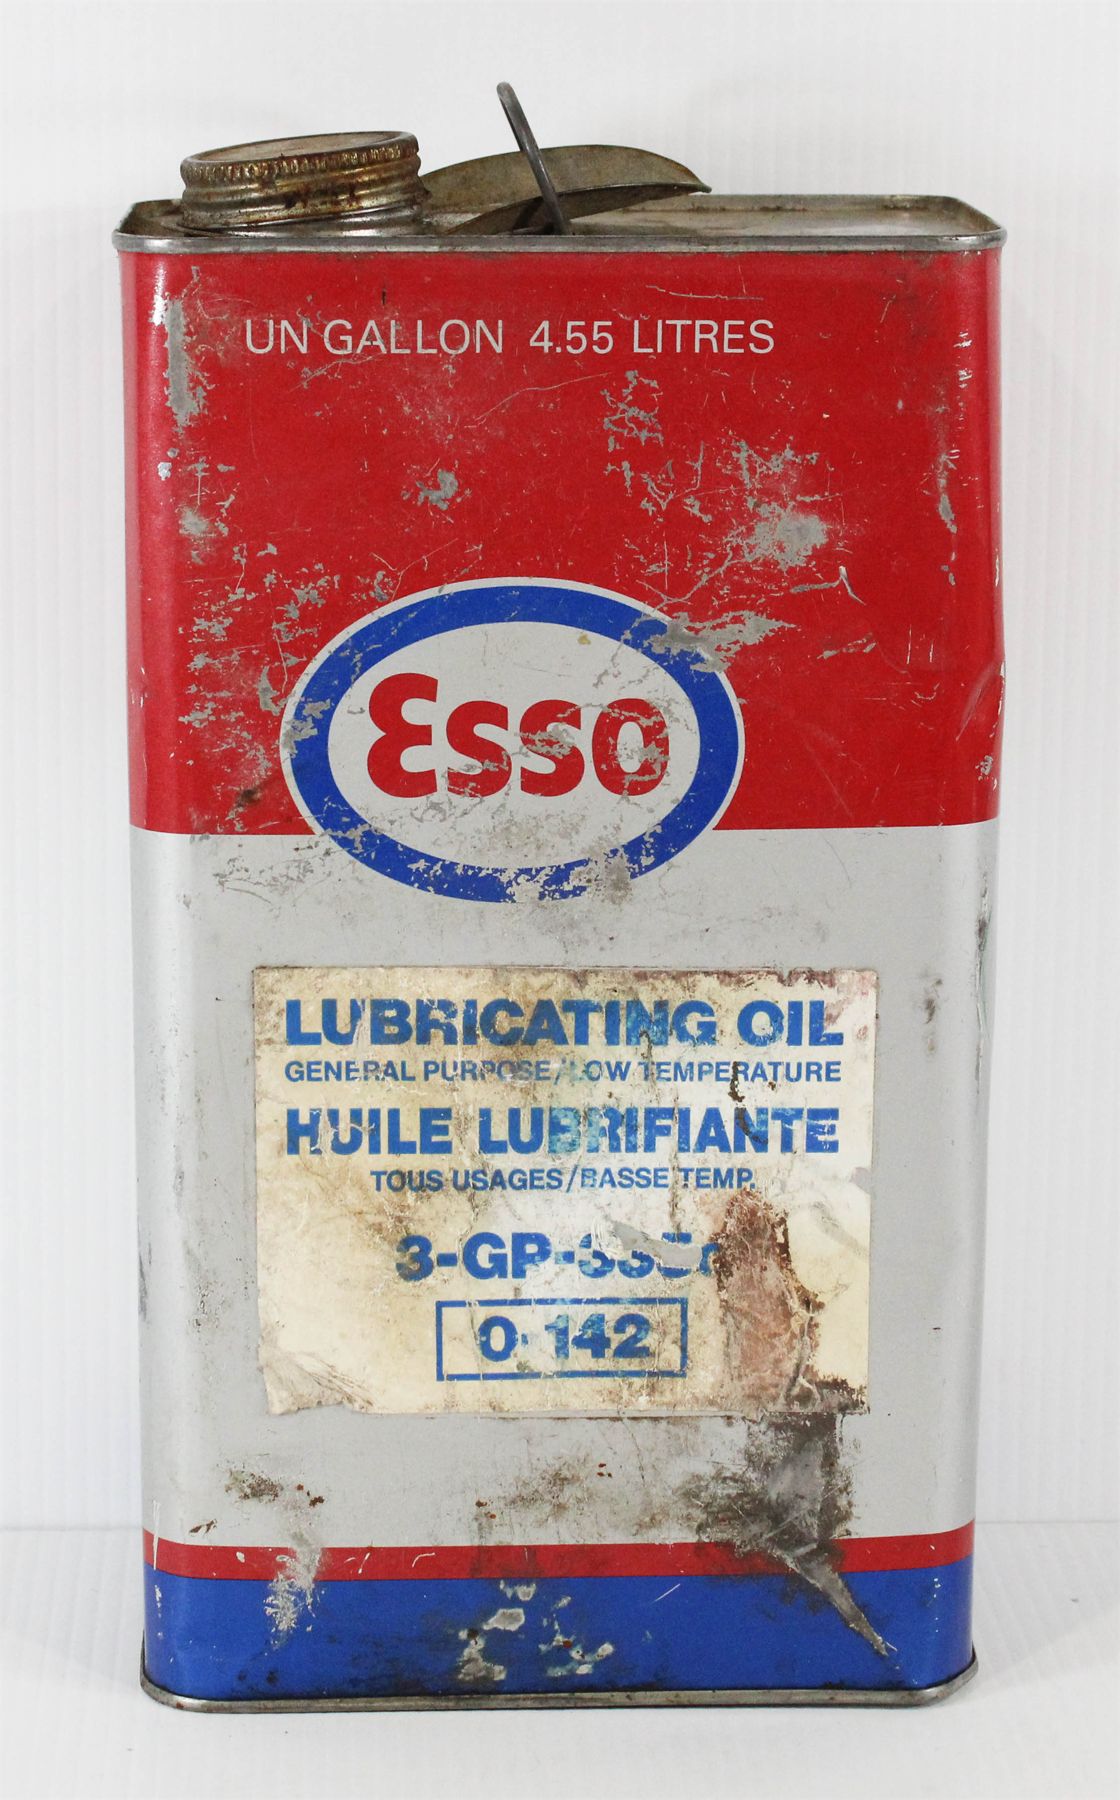 UN GALLON 4.55 LITRES
Esso
LUBRICATING OIL
GENERAL PURPOSE/LOW TEMPERATURE
HUILE LUBRIFIANTE
TOUS USAGES/BASSE TEMP.
O-142